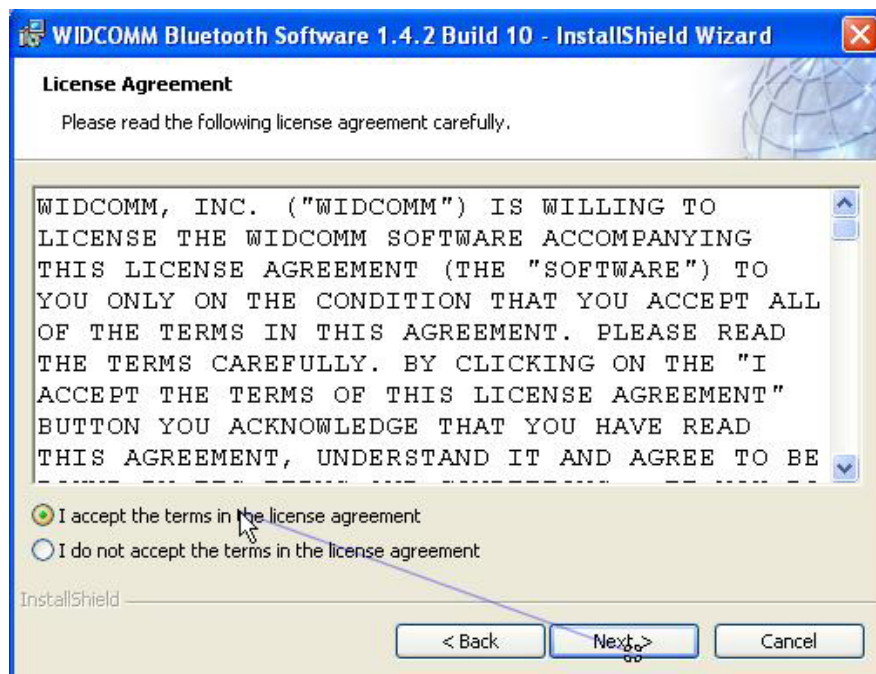 WIDCOMM Bluetooth Software 1.4.2 Build 10 - InstallShield Wizard
License Agreement
Please read the following license agreement carefully.
WIDCOMM, INC. ("WIDCOMM") IS WILLING TO
LICENSE THE WIDCOMM SOFTWARE ACCOMPANYING
THIS LICENSE AGREEMENT (THE "SOFTWARE") TO
YOU ONLY ON THE CONDITION THAT YOU ACCEPT ALL
OF THE TERMS IN THIS AGREEMENT. PLEASE READ
THE TERMS CAREFULLY. BY CLICKING ON THE "I
ACCEPT THE TERMS OF THIS LICENSE AGREEMENT"
BUTTON YOU ACKNOWLEDGE THAT YOU HAVE READ
THIS AGREEMENT, UNDERSTAND IT AND AGREE TO BE
I accept the terms in the license agreement
I do not accept the terms in the license agreement
InstallShield
< Back Next > Cancel